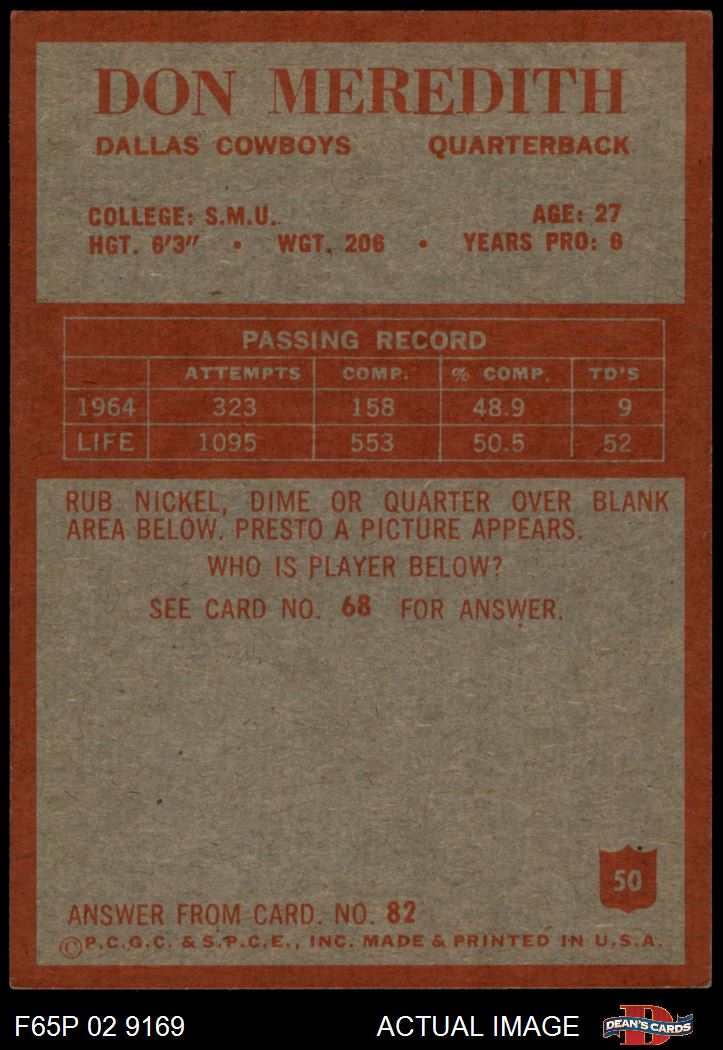 DON MEREDITH
DALLAS COWBOYS QUARTERBACK
COLLEGE: S.M.U. AGE: 27
HGT. 6'3" • WGT. 206 • YEARS PRO: 6
PASSING RECORD
ATTEMPTS COMP. % COMP. TD'S
1964 323 158 48.9 9
LIFE 1095 553 50.5 52
RUB NICKEL, DIME OR QUARTER OVER BLANK
AREA BELOW. PRESTO A PICTURE APPEARS.
WHO IS PLAYER BELOW?
SEE CARD NO. 68 FOR ANSWER.
50
ANSWER FROM CARD. NO. 82
©P.C.G.C. & S.P.C.E., INC. MADE & PRINTED IN U.S.A.
F65P 02 9169 ACTUAL IMAGE D DEAN'S CARDS